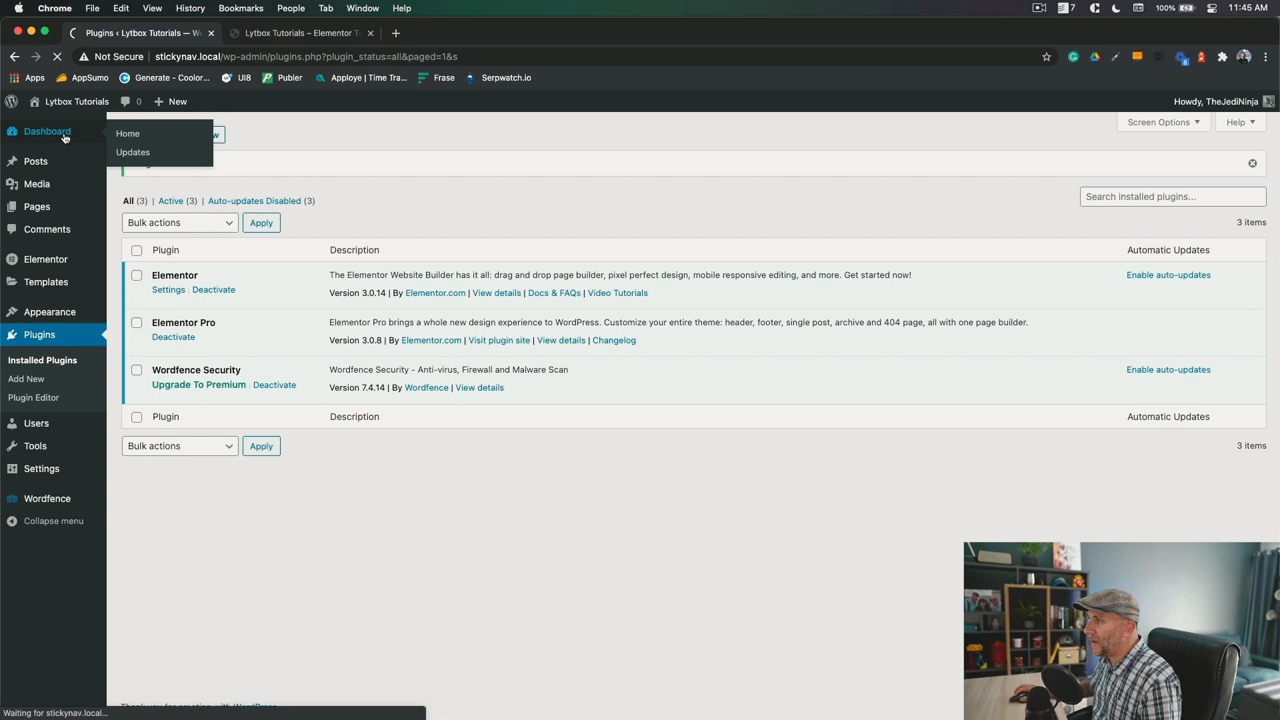 Chrome File Edit View History Bookmarks People Tab Window Help 7 100% 11:45 AM
Plugins ‹ Lytbox Tutorials — W
Lytbox Tutorials – Elementor T
Not Secure stickynav.local/wp-admin/plugins.php?plugin_status=all&paged=1&s
Apps AppSumo Generate - Coolor... UI8 Publer Apploye | Time Tra... Frase Serpwatch.io
Lytbox Tutorials 0 New Howdy, TheJediNinja
Dashboard
Home
Updates
Screen Options
Help
Posts
Media
Pages
Comments
Elementor
Templates
Appearance
Plugins
Installed Plugins
Add New
Plugin Editor
Users
Tools
Settings
Wordfence
Collapse menu
All (3) | Active (3) | Auto-updates Disabled (3)
Search installed plugins...
Bulk actions Apply 3 items
Plugin Description Automatic Updates
Elementor
Settings | Deactivate
The Elementor Website Builder has it all: drag and drop page builder, pixel perfect design, mobile responsive editing, and more. Get started now!
Version 3.0.14 | By Elementor.com | View details | Docs & FAQs | Video Tutorials
Enable auto-updates
Elementor Pro
Deactivate
Elementor Pro brings a whole new design experience to WordPress. Customize your entire theme: header, footer, single post, archive and 404 page, all with one page builder.
Version 3.0.8 | By Elementor.com | Visit plugin site | View details | Changelog
Wordfence Security
Upgrade To Premium | Deactivate
Wordfence Security - Anti-virus, Firewall and Malware Scan
Version 7.4.14 | By Wordfence | View details
Enable auto-updates
Plugin Description Automatic Updates
Bulk actions Apply 3 items
Waiting for stickynav.local...